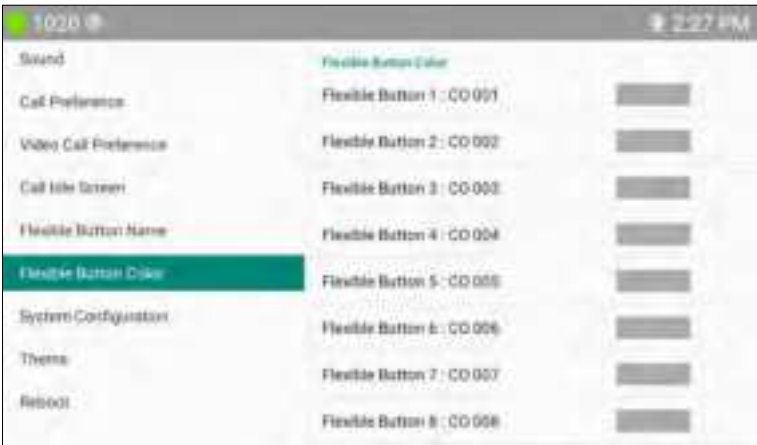 1020
2:27 PM
Sound
Call Preference
Video Call Preference
Call Idle Screen
Flexible Button Name
Flexible Button Color
System Configuration
Theme
Reboot
Flexible Button Color
Flexible Button 1 : CO 001
Flexible Button 2 : CO 002
Flexible Button 3 : CO 003
Flexible Button 4 : CO 004
Flexible Button 5 : CO 005
Flexible Button 6 : CO 006
Flexible Button 7 : CO 007
Flexible Button 8 : CO 008